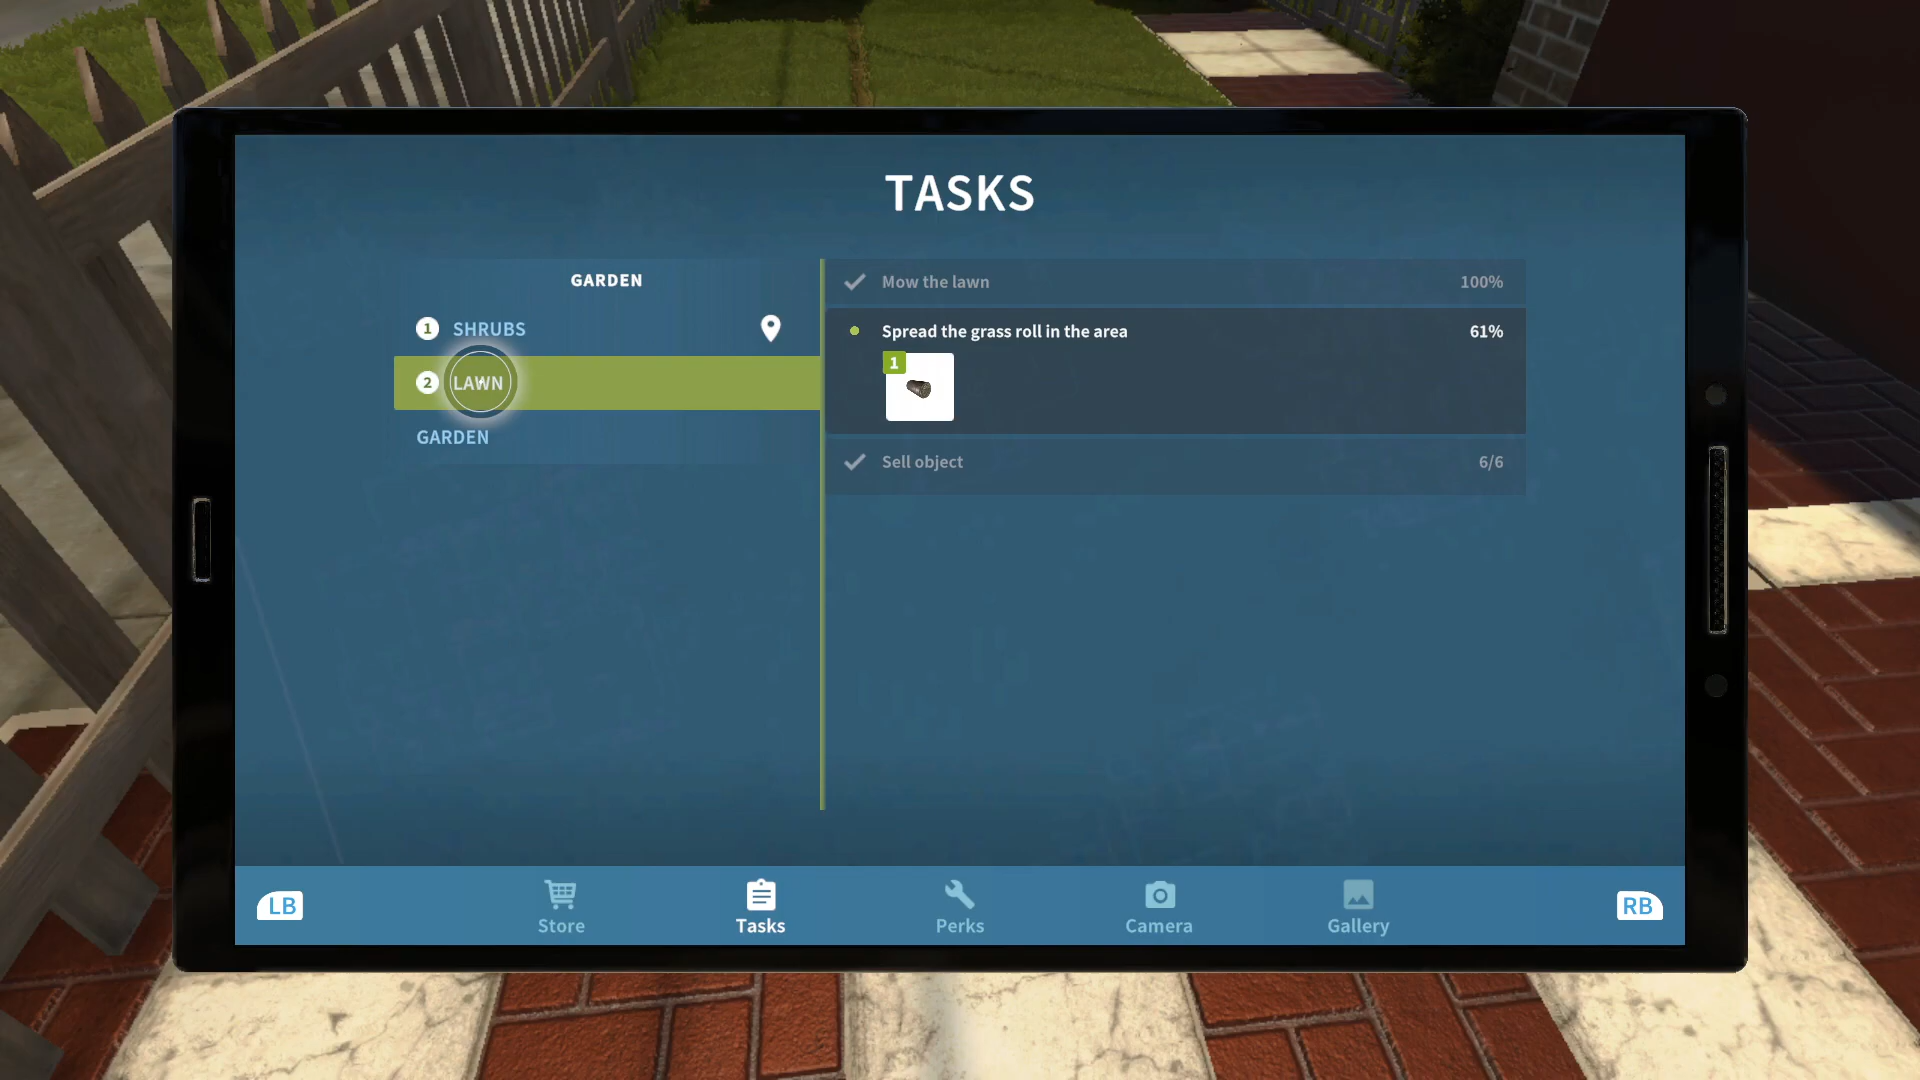 TASKS
GARDEN
1 SHRUBS
2 LAWN
GARDEN
Mow the lawn 100%
Spread the grass roll in the area 61%
1
Sell object 6/6
LB
Store
Tasks
Perks
Camera
Gallery
RB